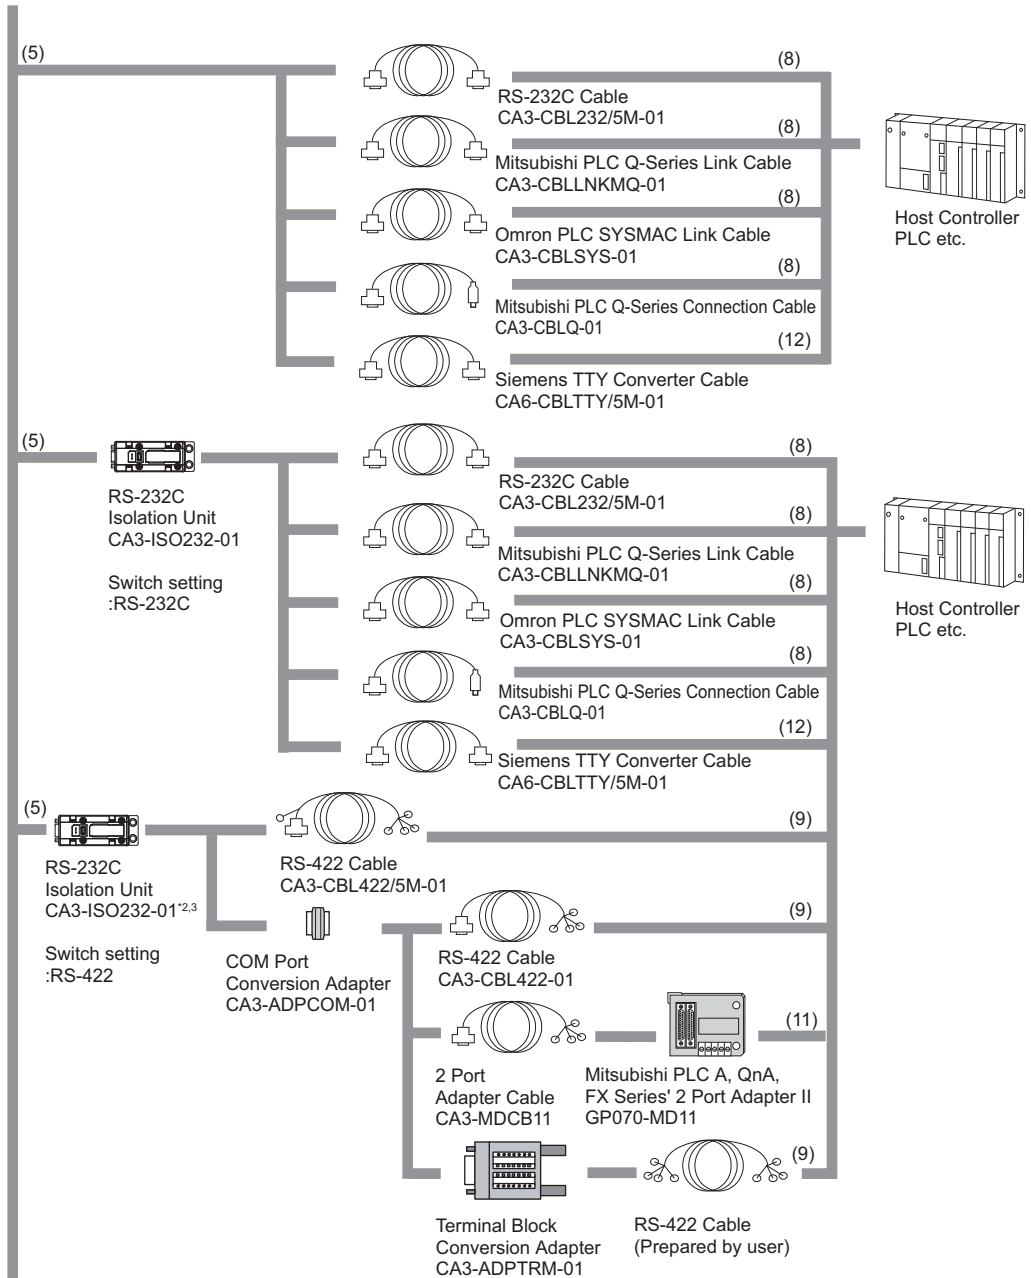 (5)
(8)
RS-232C Cable
CA3-CBL232/5M-01
(8)
Mitsubishi PLC Q-Series Link Cable
CA3-CBLLNKMQ-01
(8)
Omron PLC SYSMAC Link Cable
CA3-CBLSYS-01
(8)
Mitsubishi PLC Q-Series Connection Cable
CA3-CBLQ-01
(12)
Siemens TTY Converter Cable
CA6-CBLTTY/5M-01
Host Controller
PLC etc.
(5)
RS-232C
Isolation Unit
CA3-ISO232-01
Switch setting
:RS-232C
(8)
RS-232C Cable
CA3-CBL232/5M-01
(8)
Mitsubishi PLC Q-Series Link Cable
CA3-CBLLNKMQ-01
(8)
Omron PLC SYSMAC Link Cable
CA3-CBLSYS-01
(8)
Mitsubishi PLC Q-Series Connection Cable
CA3-CBLQ-01
(12)
Siemens TTY Converter Cable
CA6-CBLTTY/5M-01
Host Controller
PLC etc.
(5)
RS-232C
Isolation Unit
CA3-ISO232-01*2,3
Switch setting
:RS-422
(9)
RS-422 Cable
CA3-CBL422/5M-01
COM Port
Conversion Adapter
CA3-ADPCOM-01
(9)
RS-422 Cable
CA3-CBL422-01
(11)
2 Port
Adapter Cable
CA3-MDCB11
Mitsubishi PLC A, QnA,
FX Series' 2 Port Adapter II
GP070-MD11
(9)
Terminal Block
Conversion Adapter
CA3-ADPTRM-01
RS-422 Cable
(Prepared by user)